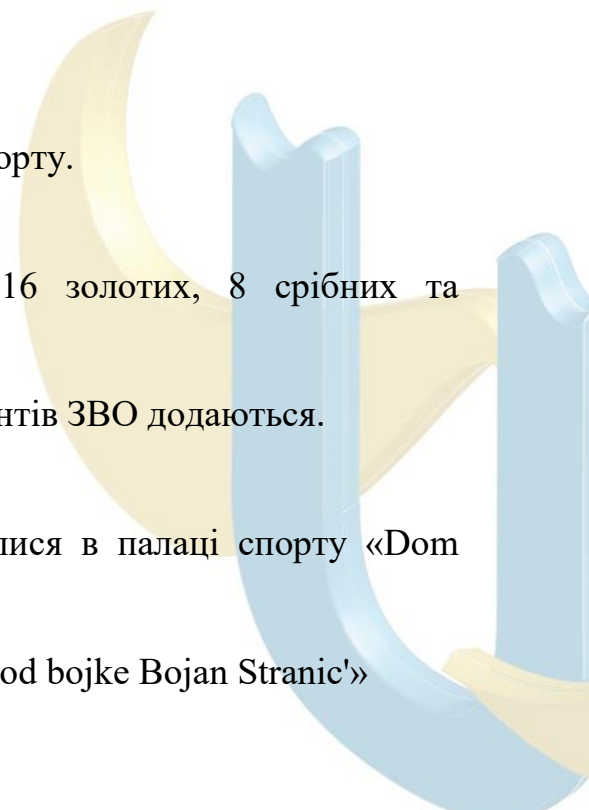 орту.
16 золотих, 8 срібних та
нтів ЗВО додаються.
лися в палаці спорту «Dom
od bojke Bojan Stranic'»